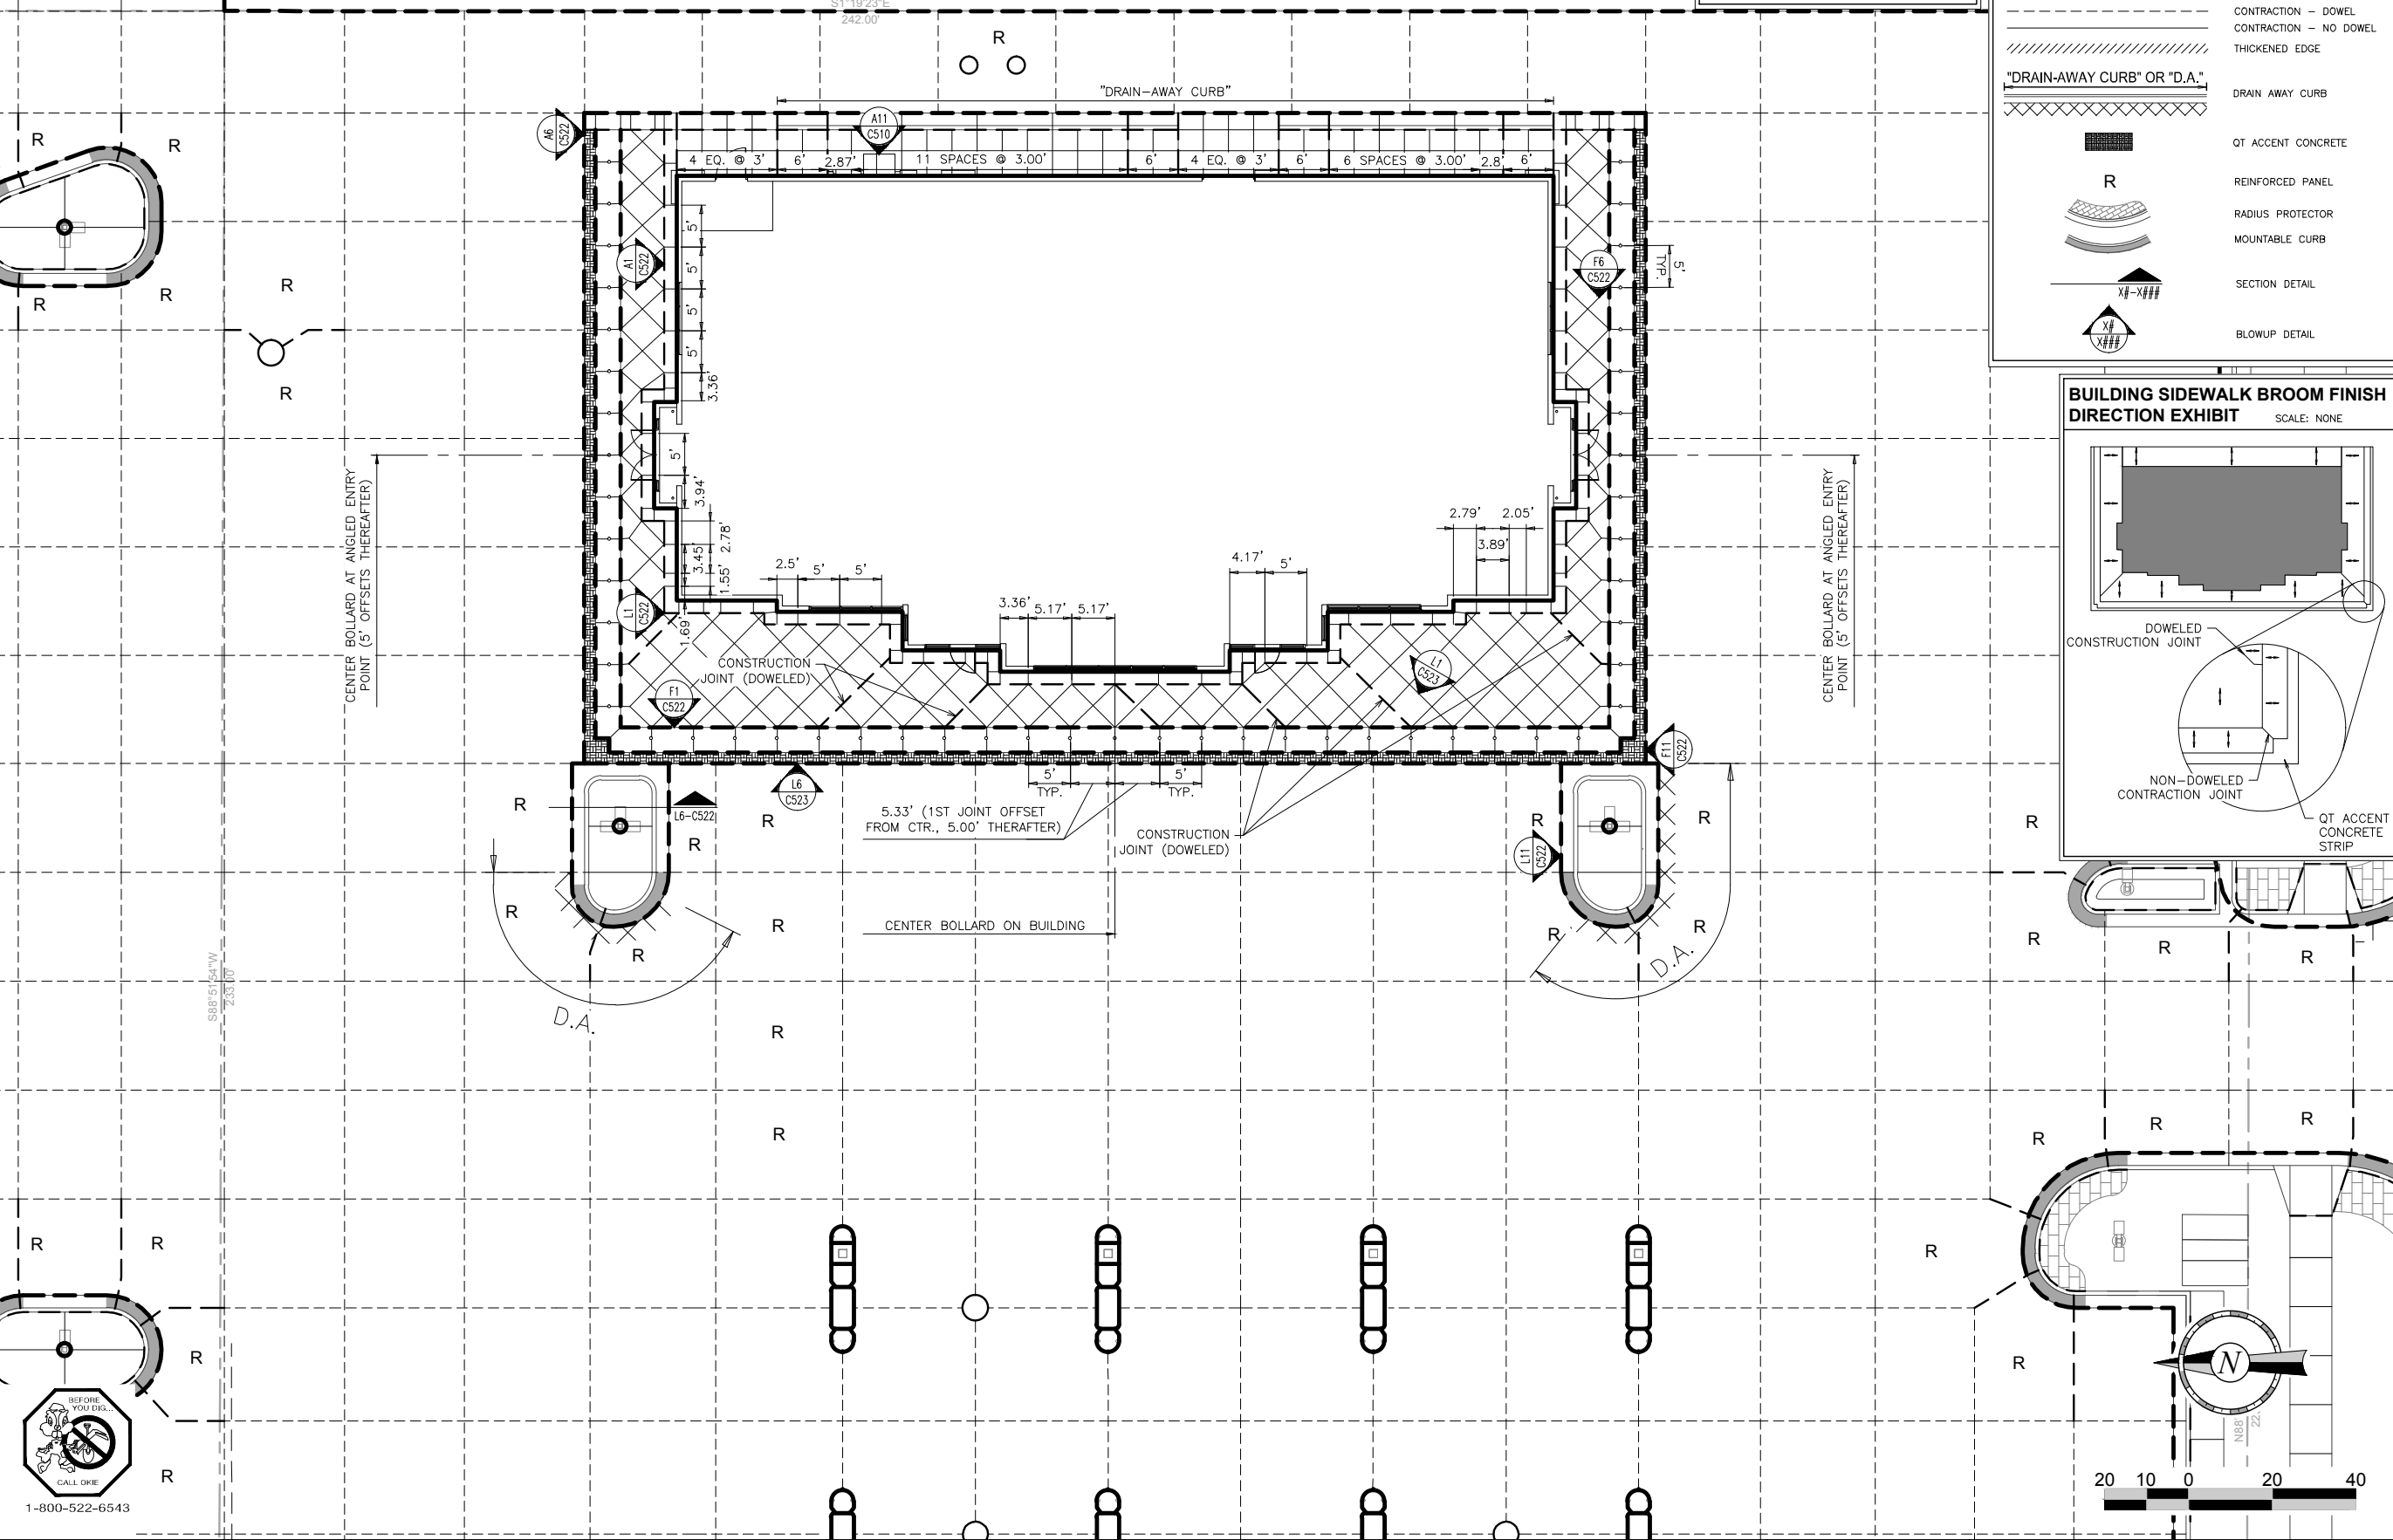 S1°19'23"E
242.00'
R
"DRAIN-AWAY CURB"
A6
C522
A11
C510
4 EQ. @ 3'
6'
2.87'
11 SPACES @ 3.00'
6'
4 EQ. @ 3'
6'
6 SPACES @ 3.00'
2.8'
6'
R
R
R
R
R
R
5'
5'
5'
5'
3.36'
A1
C522
F6
C522
5'
TYP.
CENTER BOLLARD AT ANGLED ENTRY
POINT (5' OFFSETS THEREAFTER)
5'
3.94'
2.78'
3.45'
1.55'
1.69'
L1
C522
2.5'
5'
5'
3.36'
5.17'
5.17'
4.17'
5'
2.79'
2.05'
3.89'
CENTER BOLLARD AT ANGLED ENTRY
POINT (5' OFFSETS THEREAFTER)
CONSTRUCTION
JOINT (DOWELED)
F1
C522
L1
C523
F11
C522
L6
C523
L6-C522
5'
TYP.
5'
TYP.
5.33' (1ST JOINT OFFSET
FROM CTR., 5.00' THERAFTER)
CONSTRUCTION
JOINT (DOWELED)
L11
C522
R
R
R
R
R
R
R
R
R
R
CENTER BOLLARD ON BUILDING
D.A.
D.A.
S88°51'54"W
233.00'
R
R
R
R
R
R
CONTRACTION – DOWEL
CONTRACTION – NO DOWEL
THICKENED EDGE
"DRAIN-AWAY CURB" OR "D.A."
DRAIN AWAY CURB
QT ACCENT CONCRETE
R
REINFORCED PANEL
RADIUS PROTECTOR
MOUNTABLE CURB
X#-X###
SECTION DETAIL
X#
X###
BLOWUP DETAIL
BUILDING SIDEWALK BROOM FINISH
DIRECTION EXHIBIT
SCALE: NONE
DOWELED
CONSTRUCTION JOINT
NON-DOWELED
CONTRACTION JOINT
QT ACCENT
CONCRETE
STRIP
R
R
R
R
R
R
R
R
R
N
N88°
22.
20 10 0 20 40
BEFORE
YOU DIG...
CALL OKIE
1-800-522-6543